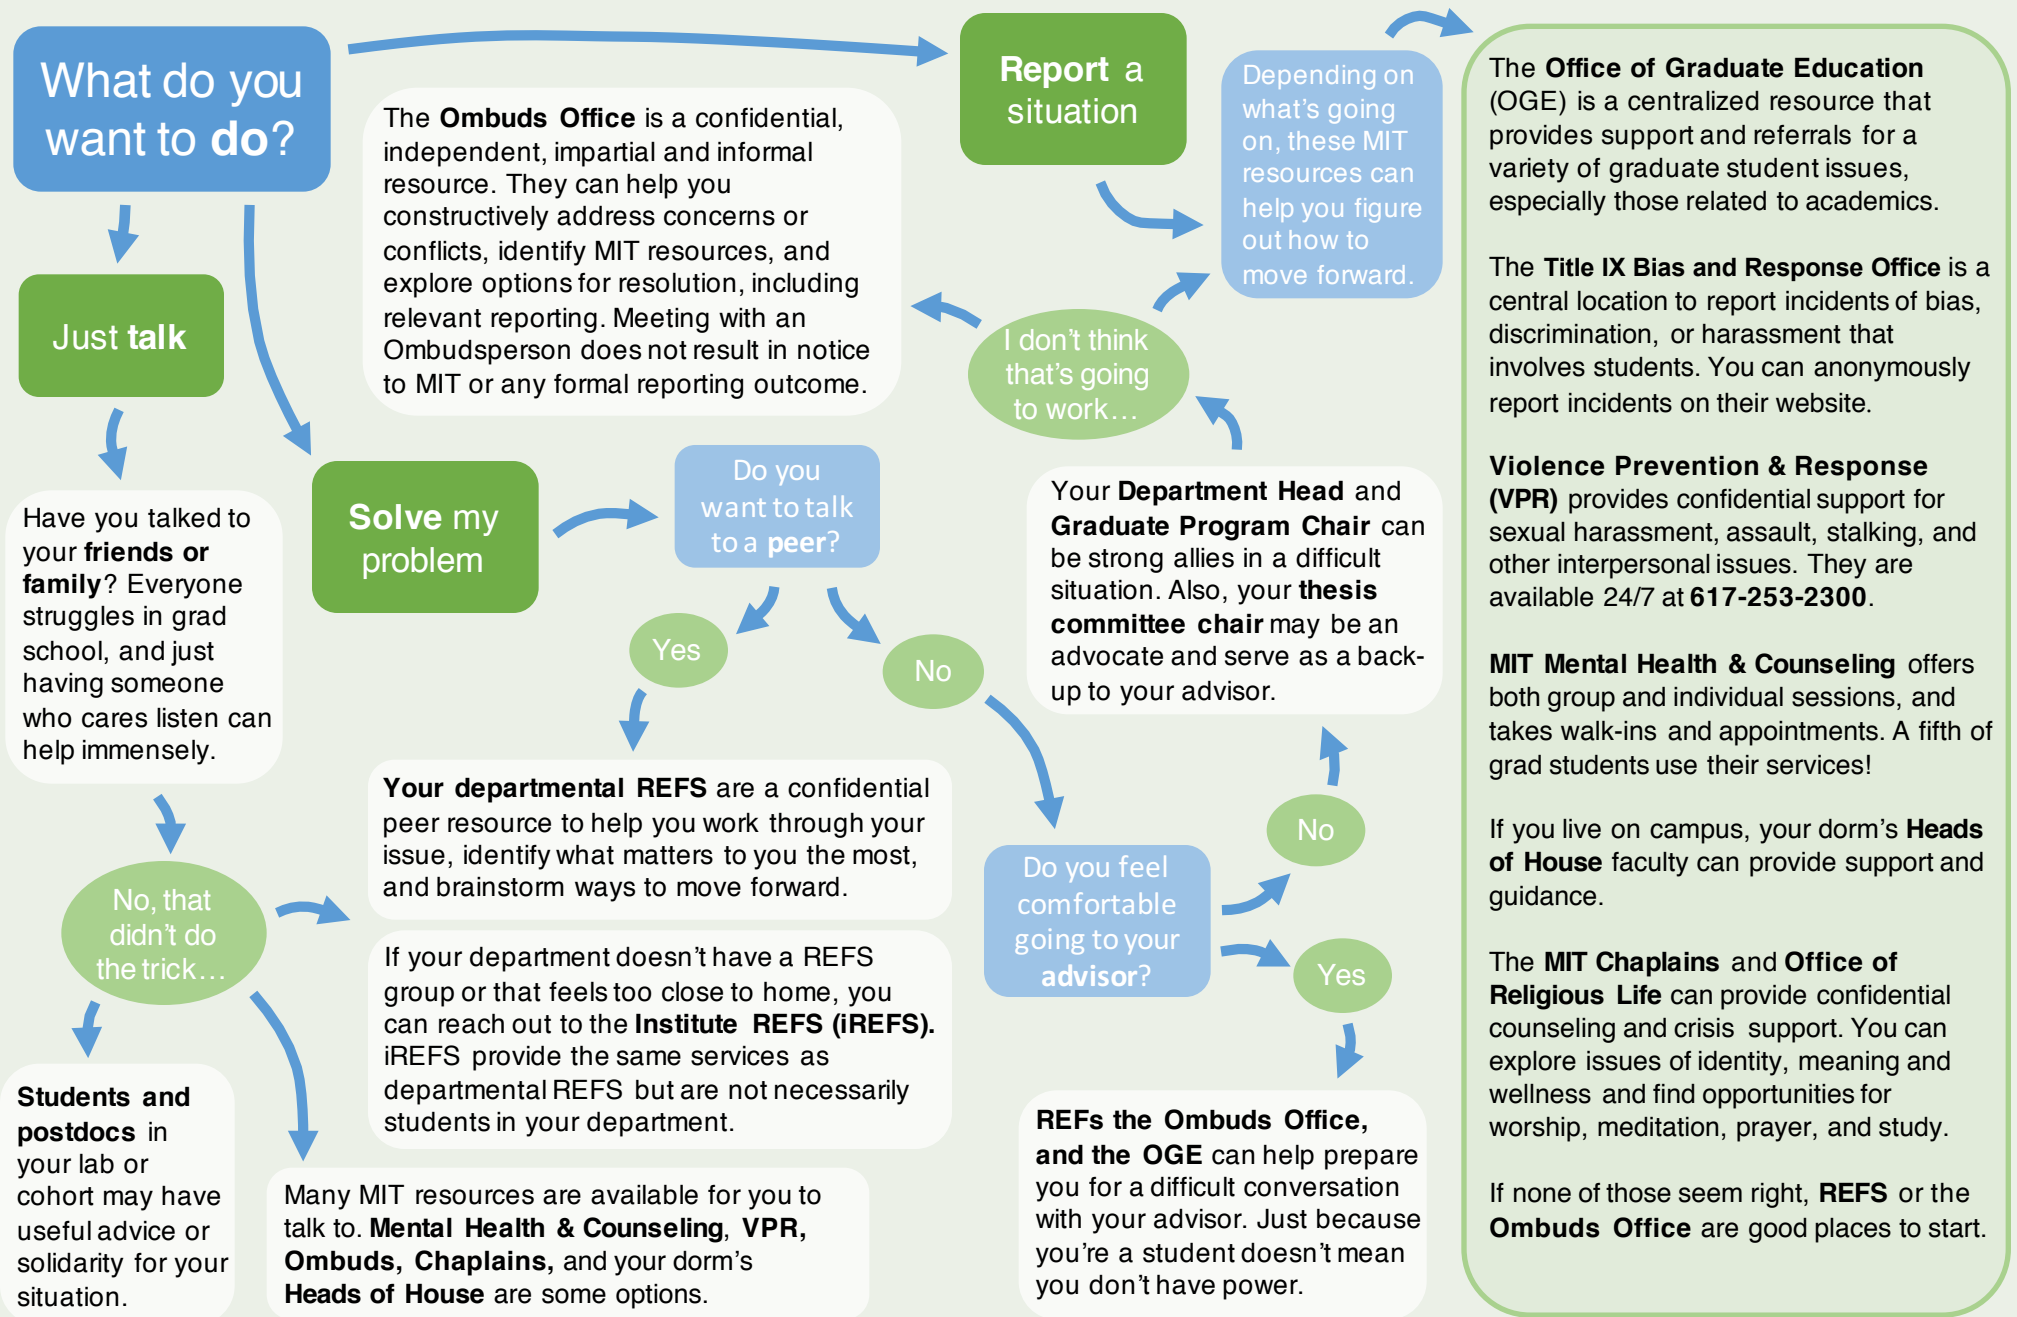 What do you
want to do?
Report a
situation
Depending on
what's going
on, these MIT
resources can
help you figure
out how to
move forward.
The Ombuds Office is a confidential,
independent, impartial and informal
resource. They can help you
constructively address concerns or
conflicts, identify MIT resources, and
explore options for resolution, including
relevant reporting. Meeting with an
Ombudsperson does not result in notice
to MIT or any formal reporting outcome.
Just talk
I don't think
that's going
to work…
Have you talked to
your friends or
family? Everyone
struggles in grad
school, and just
having someone
who cares listen can
help immensely.
Solve my
problem
Do you
want to talk
to a peer?
Yes
No
Your Department Head and
Graduate Program Chair can
be strong allies in a difficult
situation. Also, your thesis
committee chair may be an
advocate and serve as a back-
up to your advisor.
Your departmental REFS are a confidential
peer resource to help you work through your
issue, identify what matters to you the most,
and brainstorm ways to move forward.
No
Do you feel
comfortable
going to your
advisor?
Yes
No, that
didn't do
the trick…
If your department doesn't have a REFS
group or that feels too close to home, you
can reach out to the Institute REFS (iREFS).
iREFS provide the same services as
departmental REFS but are not necessarily
students in your department.
Students and
postdocs in
your lab or
cohort may have
useful advice or
solidarity for your
situation.
Many MIT resources are available for you to
talk to. Mental Health & Counseling, VPR,
Ombuds, Chaplains, and your dorm's
Heads of House are some options.
REFs the Ombuds Office,
and the OGE can help prepare
you for a difficult conversation
with your advisor. Just because
you're a student doesn't mean
you don't have power.
The Office of Graduate Education
(OGE) is a centralized resource that
provides support and referrals for a
variety of graduate student issues,
especially those related to academics.
The Title IX Bias and Response Office is a
central location to report incidents of bias,
discrimination, or harassment that
involves students. You can anonymously
report incidents on their website.
Violence Prevention & Response
(VPR) provides confidential support for
sexual harassment, assault, stalking, and
other interpersonal issues. They are
available 24/7 at 617-253-2300.
MIT Mental Health & Counseling offers
both group and individual sessions, and
takes walk-ins and appointments. A fifth of
grad students use their services!
If you live on campus, your dorm's Heads
of House faculty can provide support and
guidance.
The MIT Chaplains and Office of
Religious Life can provide confidential
counseling and crisis support. You can
explore issues of identity, meaning and
wellness and find opportunities for
worship, meditation, prayer, and study.
If none of those seem right, REFS or the
Ombuds Office are good places to start.